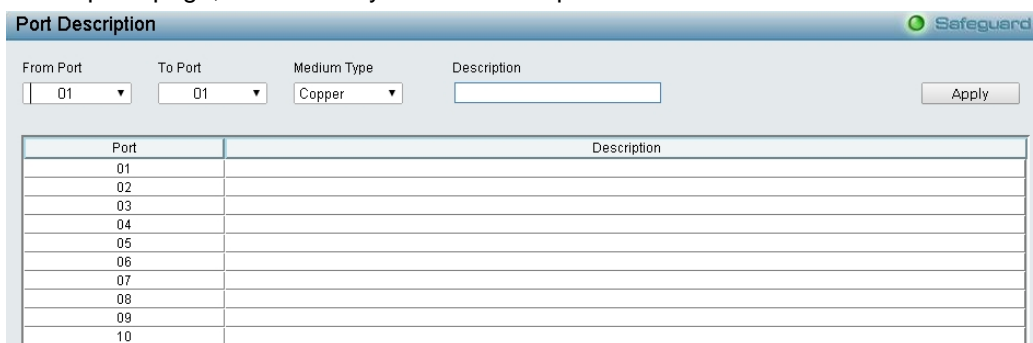 Port Description Safeguard
From Port To Port Medium Type Description
01 01 Copper Apply
Port Description
01
02
03
04
05
06
07
08
09
10